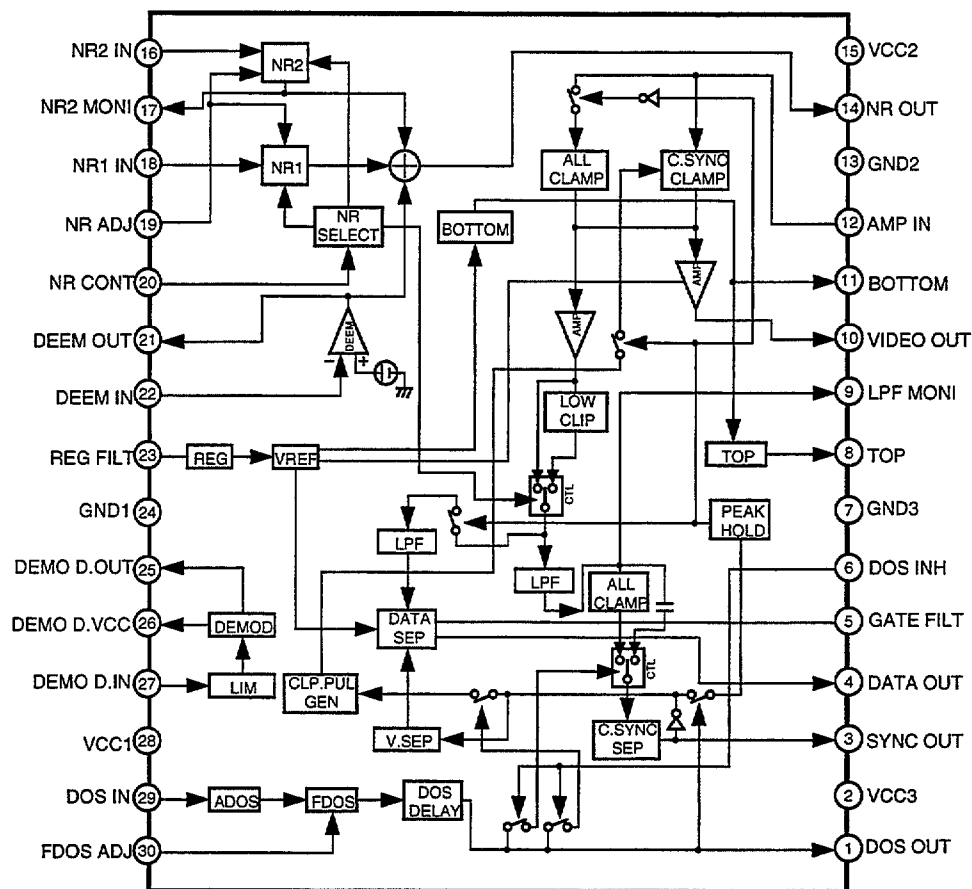 NR2 IN 16
NR2
15 VCC2
NR2 MONI 17
14 NR OUT
NR1 IN 18
NR1
ALL
CLAMP
C.SYNC
CLAMP
13 GND2
NR ADJ 19
NR
SELECT
BOTTOM
12 AMP IN
NR CONT 20
AMP
11 BOTTOM
DEEM OUT 21
DEEM
- +
AMP
10 VIDEO OUT
DEEM IN 22
LOW
CLIP
9 LPF MONI
REG FILT 23
REG
VREF
TOP
8 TOP
CTL
GND1 24
PEAK
HOLD
7 GND3
LPF
DEMO D.OUT 25
LPF
ALL
CLAMP
6 DOS INH
DEMO D.VCC 26
DEMOD
DATA
SEP
5 GATE FILT
CTL
DEMO D.IN 27
LIM
CLP.PUL
GEN
4 DATA OUT
VCC1 28
V.SEP
C.SYNC
SEP
3 SYNC OUT
DOS IN 29
ADOS
FDOS
DOS
DELAY
2 VCC3
FDOS ADJ 30
1 DOS OUT